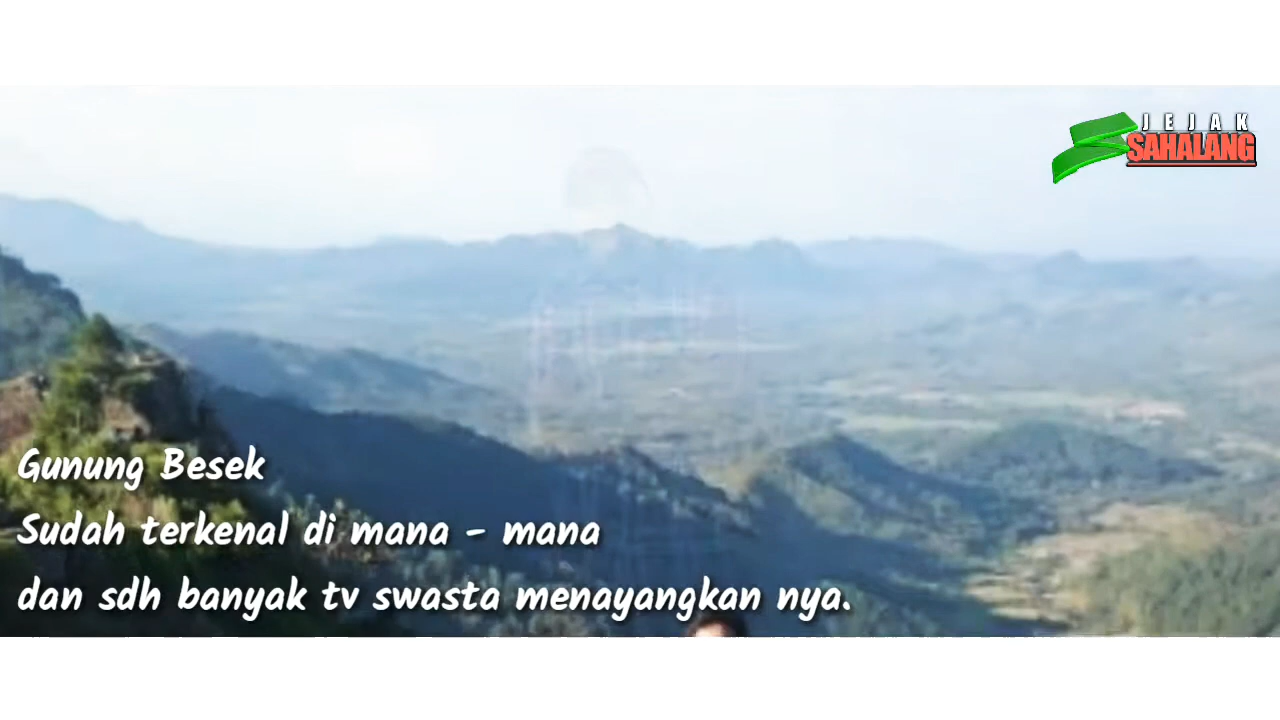 JEJAK
SAHALANG
Gunung Besek
Sudah terkenal di mana - mana
dan sdh banyak tv swasta menayangkan nya.